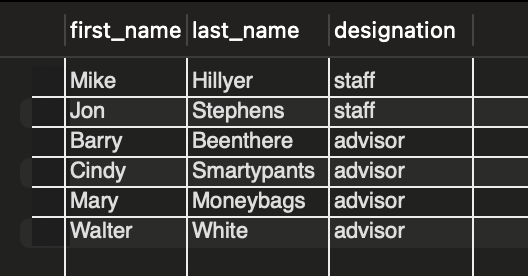 first_name last_name designation
Mike Hillyer staff
Jon Stephens staff
Barry Beenthere advisor
Cindy Smartypants advisor
Mary Moneybags advisor
Walter White advisor